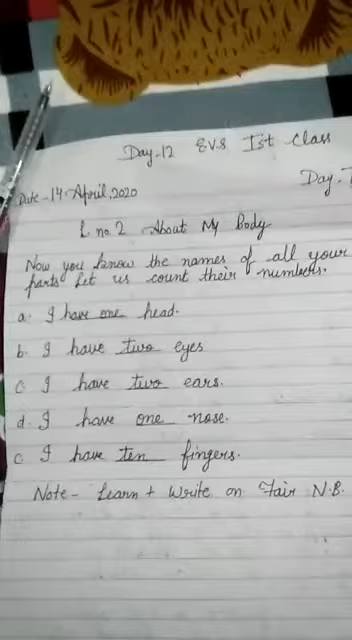 Day-12 E.V.S Ist Class
Date-14 April, 2020 Day-T
L. no. 2 About My Body
Now you know the names of all your
parts Let us count their numbers.
a. I have one head.
b. I have two eyes
c. I have two ears.
d. I have one nose.
c. I have ten fingers.
Note- Learn + Write on Fair N.B.